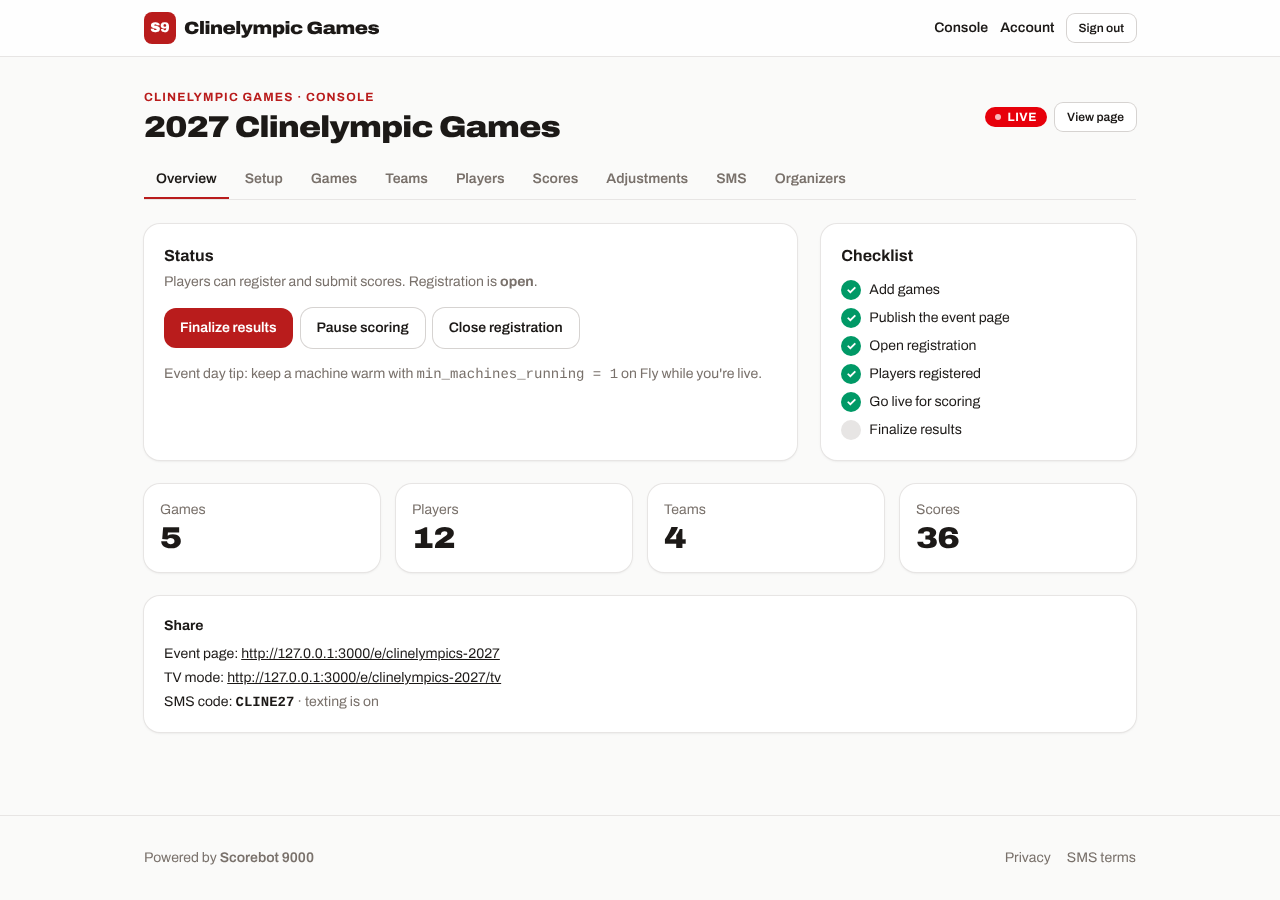 S9 Clinelympic Games
Console Account Sign out
CLINELYMPIC GAMES · CONSOLE
2027 Clinelympic Games
LIVE View page
Overview Setup Games Teams Players Scores Adjustments SMS Organizers
Status
Players can register and submit scores. Registration is open.
Finalize results Pause scoring Close registration
Event day tip: keep a machine warm with min_machines_running = 1 on Fly while you're live.
Checklist
Add games
Publish the event page
Open registration
Players registered
Go live for scoring
Finalize results
Games
5
Players
12
Teams
4
Scores
36
Share
Event page: http://127.0.0.1:3000/e/clinelympics-2027
TV mode: http://127.0.0.1:3000/e/clinelympics-2027/tv
SMS code: CLINE27 · texting is on
Powered by Scorebot 9000
Privacy SMS terms